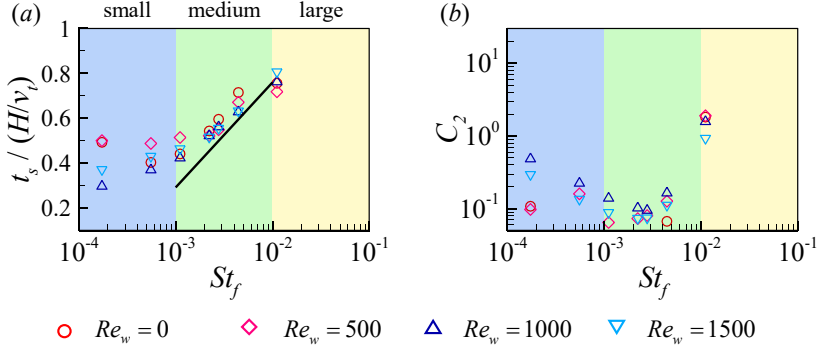 (a) small medium large (b)
1
0.8
0.6
0.4
0.2
t_s / (H/v_t)
10^-4 10^-3 10^-2 10^-1
St_f
10^1
10^0
10^-1
C_2
10^-4 10^-3 10^-2 10^-1
St_f
Re_w = 0 Re_w = 500 Re_w = 1000 Re_w = 1500